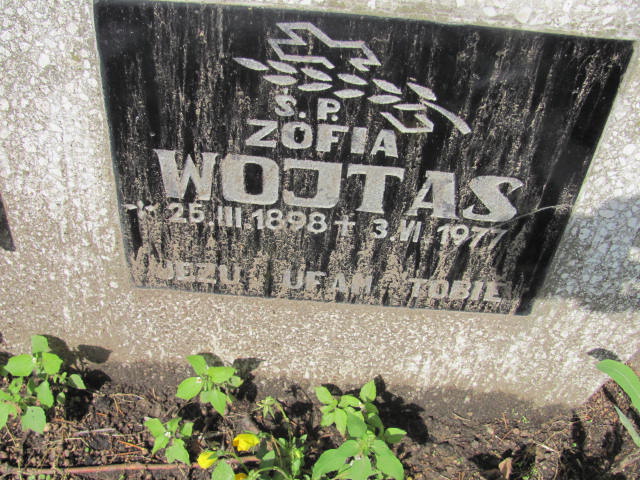 Ś. P.
ZOFIA
WOJTAS
* 25.III.1898 + 3.VI 1977
JEZU UFAM TOBIE